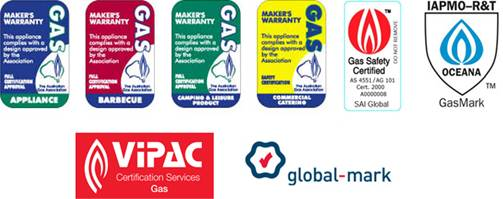 MAKER'S
WARRANTY
This appliance
complies with a
design approved
by the
Association
FULL
CERTIFICATION
APPROVAL
The Australian
Gas Association
GAS
APPLIANCE
MAKER'S
WARRANTY
This appliance
complies with a
design approved
by the
Association
FULL
CERTIFICATION
APPROVAL
The Australian
Gas Association
GAS
BARBECUE
MAKER'S
WARRANTY
This appliance
complies with a
design approved
by the
Association
FULL
CERTIFICATION
APPROVAL
The Australian
Gas Association
GAS
CAMPING & LEISURE
PRODUCT
MAKER'S
WARRANTY
This appliance
complies with a
design approved
by the
Association
SAFETY
CERTIFICATION
The Australian
Gas Association
GAS
COMMERCIAL
CATERING
TM
DO NOT REMOVE
Gas Safety
Certified
AS 4551 / AG 101
Cert. 2000
A0000008
SAI Global
IAPMO-R&T
OCEANA
TM
GasMark
ViPAC
Certification Services
Gas
global-mark